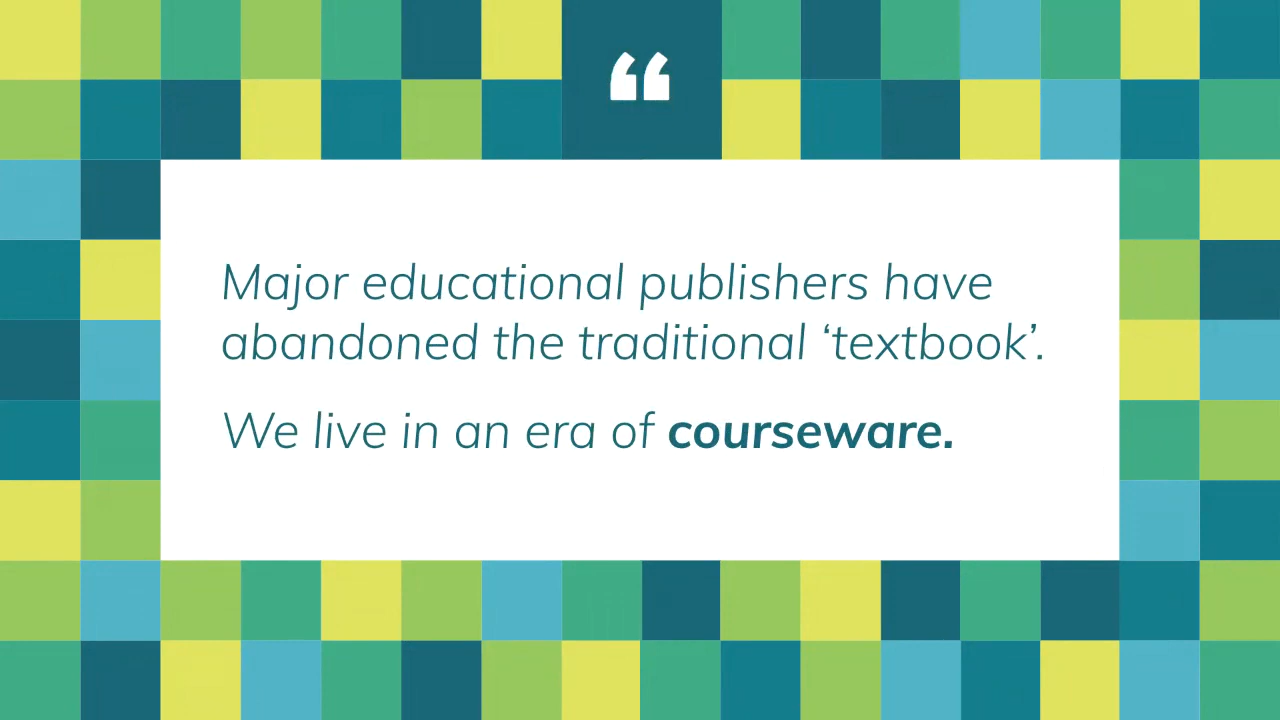 “
Major educational publishers have
abandoned the traditional ‘textbook’.
We live in an era of courseware.